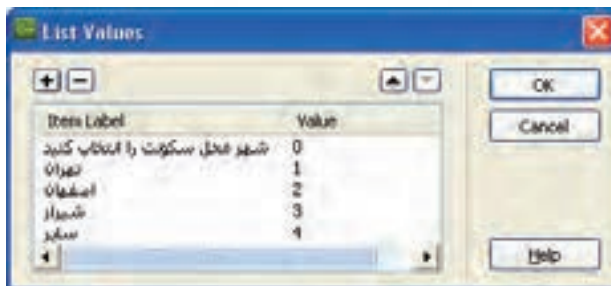 List Values
OK
Item Label Value
Cancel
شهر محل سکونت را انتخاب کنید 0
تهران 1
اصفهان 2
شیراز 3
سایر 4
Help